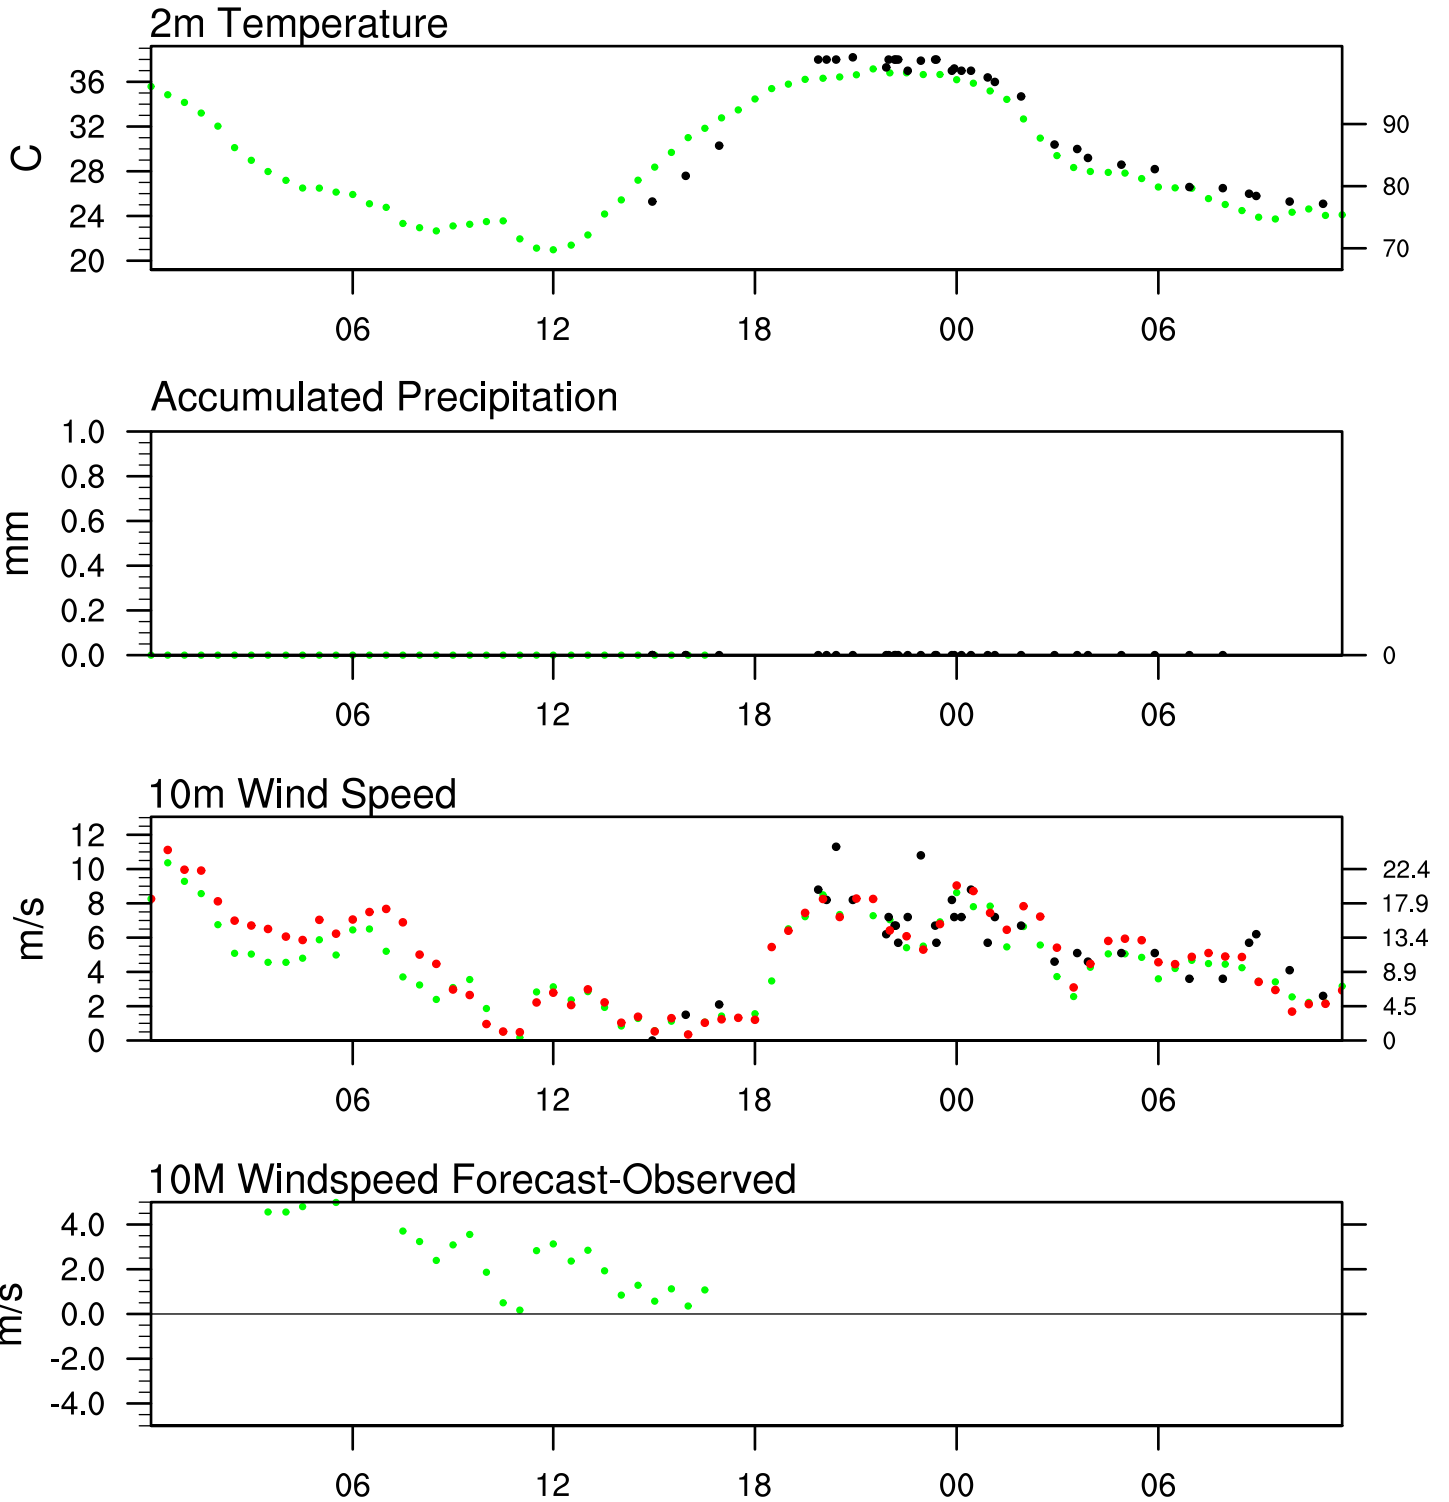 2m Temperature
C
36
32
28
24
20
90
80
70
06 12 18 00 06
Accumulated Precipitation
mm
1.0
0.8
0.6
0.4
0.2
0.0
0
06 12 18 00 06
10m Wind Speed
m/s
12
10
8
6
4
2
0
22.4
17.9
13.4
8.9
4.5
0
06 12 18 00 06
10M Windspeed Forecast-Observed
m/s
4.0
2.0
0.0
-2.0
-4.0
06 12 18 00 06